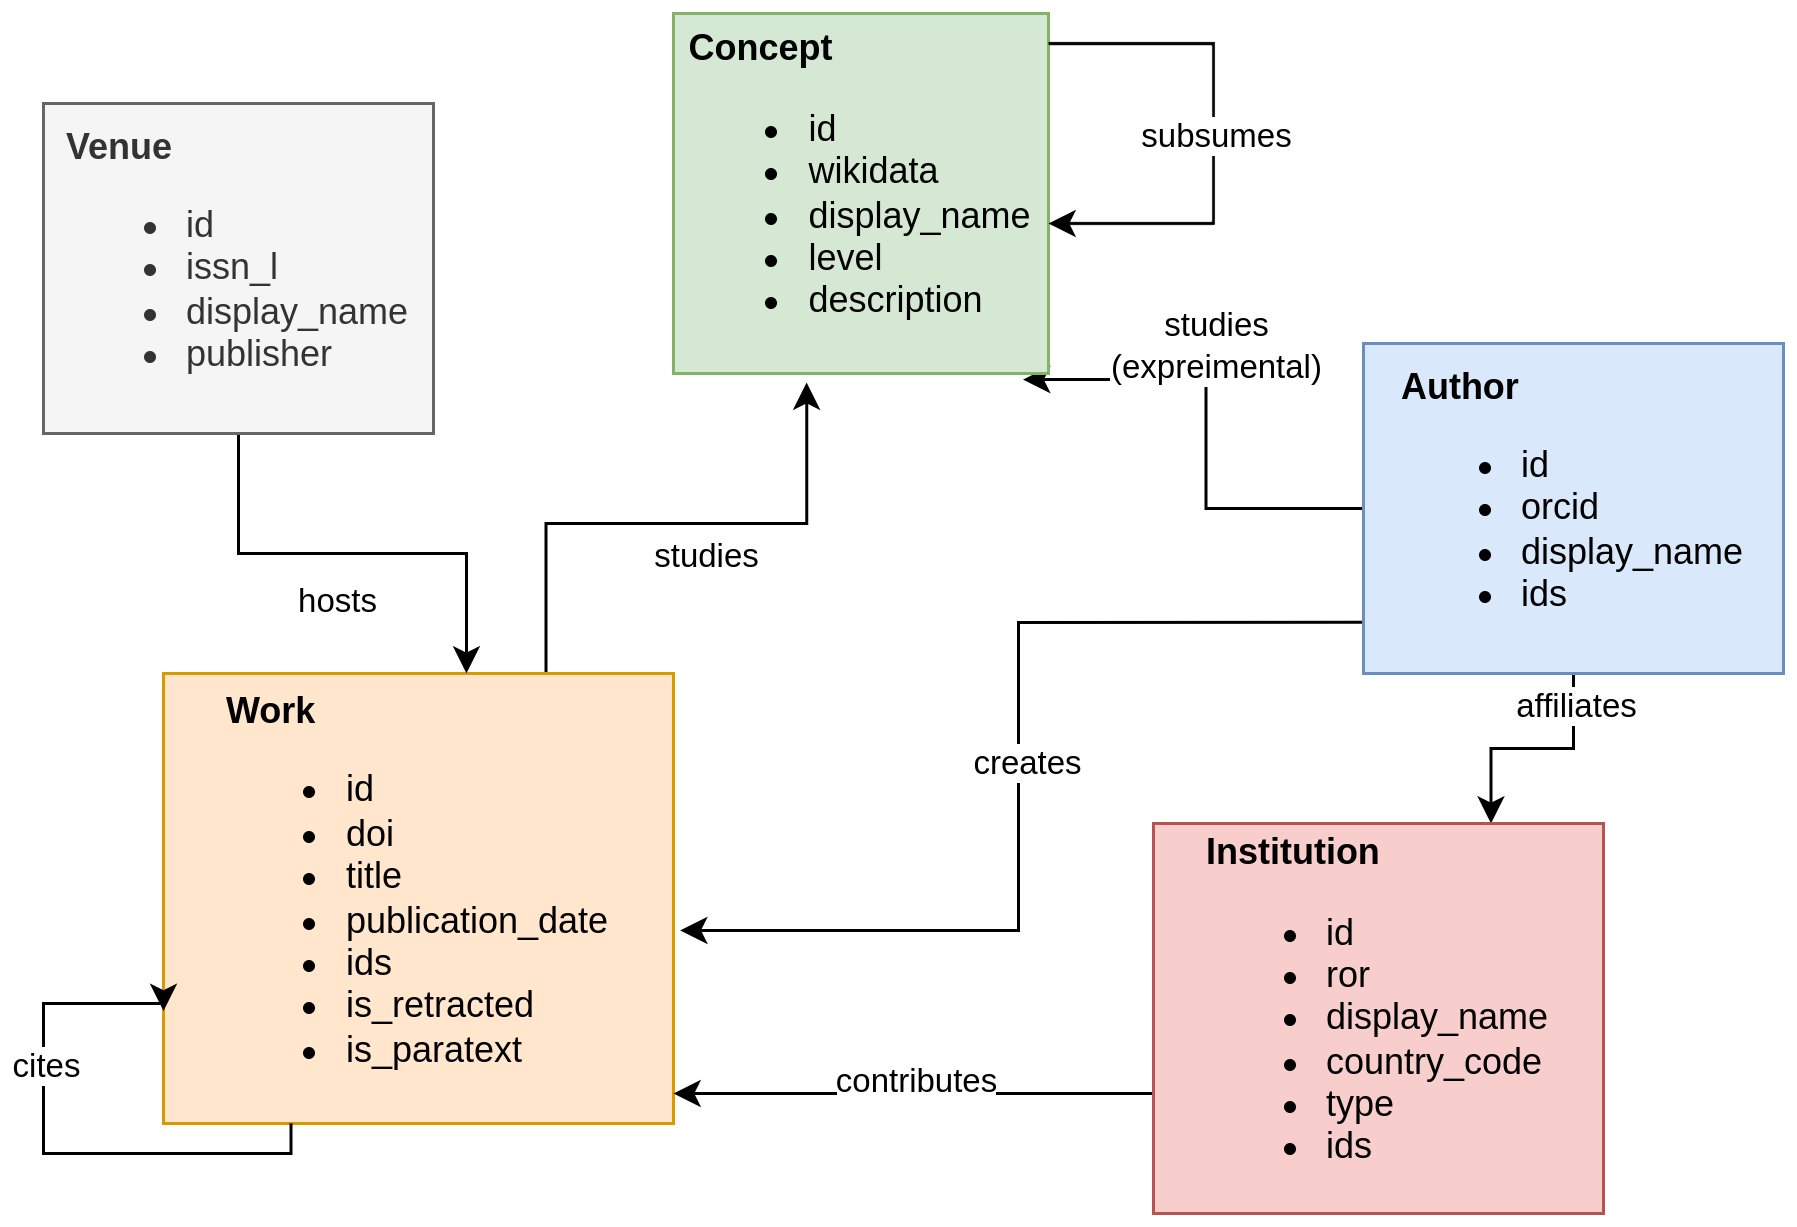 Concept
id
wikidata
display_name
level
description
subsumes
Venue
id
issn_l
display_name
publisher
studies
(expreimental)
Author
id
orcid
display_name
ids
studies
hosts
affiliates
Work
id
doi
title
publication_date
ids
is_retracted
is_paratext
creates
Institution
id
ror
display_name
country_code
type
ids
cites
contributes